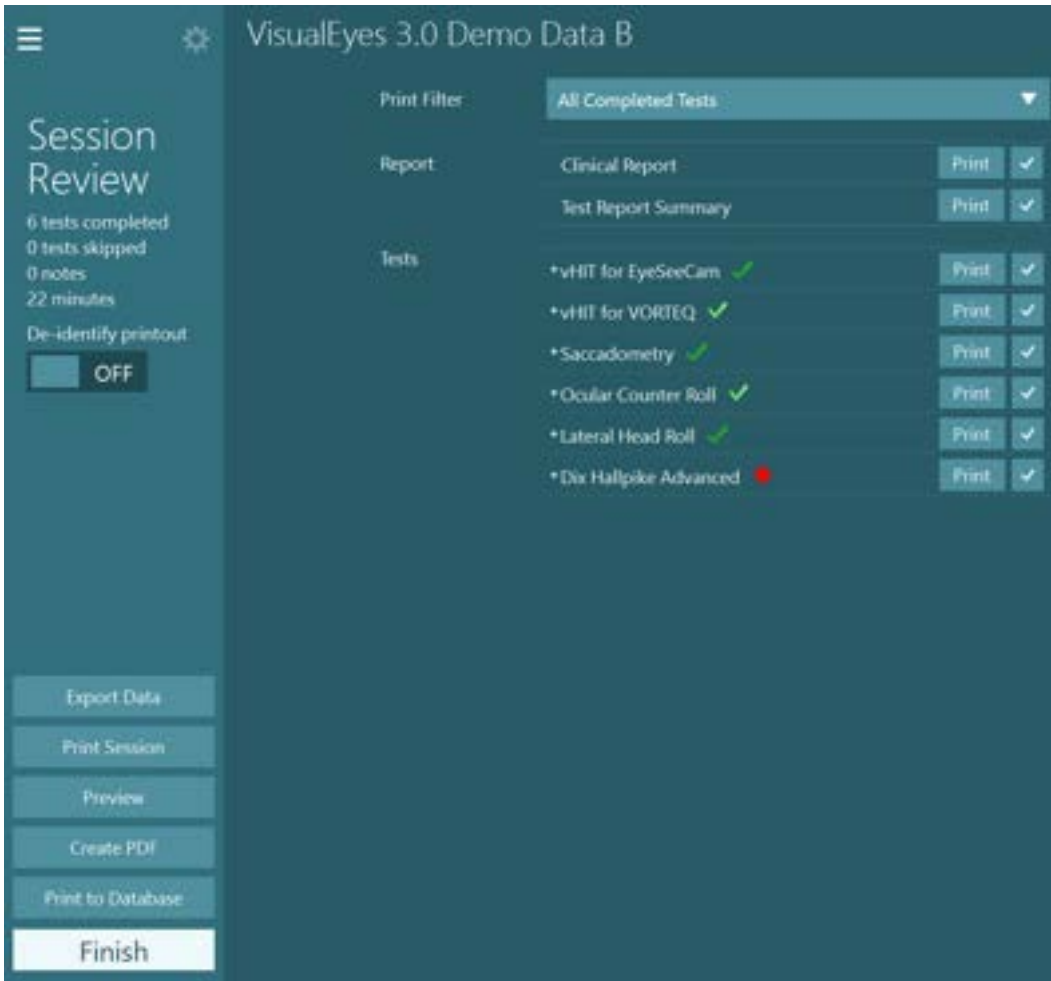 VisualEyes 3.0 Demo Data B
Session
Review
6 tests completed
0 tests skipped
0 notes
22 minutes
De-identify printout
OFF
Export Data
Print Session
Preview
Create PDF
Print to Database
Finish
Print Filter All Completed Tests
Report Clinical Report Print
Test Report Summary Print
Tests *vHIT for EyeSeeCam Print
*vHIT for VORTEQ Print
*Saccadometry Print
*Ocular Counter Roll Print
*Lateral Head Roll Print
*Dix Hallpike Advanced Print